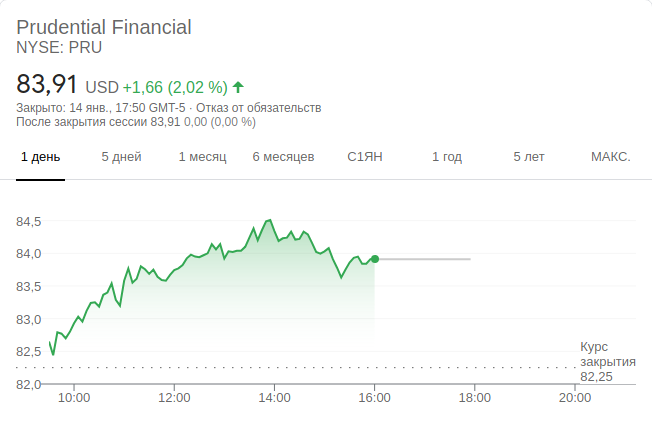 Prudential Financial
NYSE: PRU
83,91 USD +1,66 (2,02 %)
Закрыто: 14 янв., 17:50 GMT-5 · Отказ от обязательств
После закрытия сессии 83,91 0,00 (0,00 %)
1 день 5 дней 1 месяц 6 месяцев С1ЯН 1 год 5 лет МАКС.
84,5
84,0
83,5
83,0
82,5
82,0
Курс
закрытия
82,25
10:00 12:00 14:00 16:00 18:00 20:00